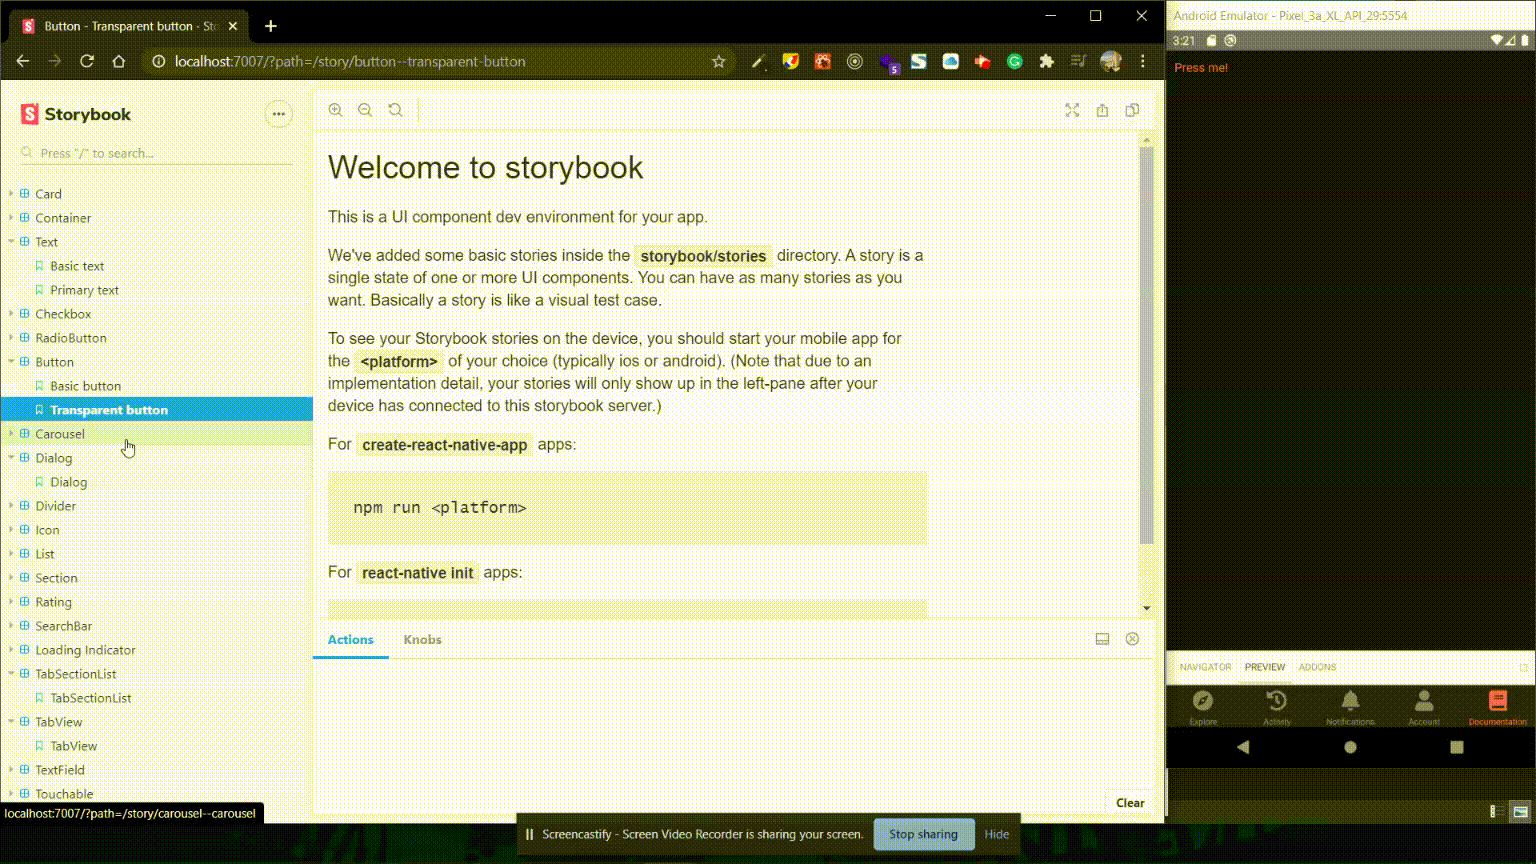 Button - Transparent button · Sto
localhost:7007/?path=/story/button--transparent-button
5
Storybook
Press "/" to search...
Card
Container
Text
Basic text
Primary text
Checkbox
RadioButton
Button
Basic button
Transparent button
Carousel
Dialog
Dialog
Divider
Icon
List
Section
Rating
SearchBar
Loading Indicator
TabSectionList
TabSectionList
TabView
TabView
TextField
Touchable
localhost:7007/?path=/story/carousel--carousel
Welcome to storybook
This is a UI component dev environment for your app.
We've added some basic stories inside the storybook/stories directory. A story is a
single state of one or more UI components. You can have as many stories as you
want. Basically a story is like a visual test case.
To see your Storybook stories on the device, you should start your mobile app for
the <platform> of your choice (typically ios or android). (Note that due to an
implementation detail, your stories will only show up in the left-pane after your
device has connected to this storybook server.)
For create-react-native-app apps:
npm run <platform>
For react-native init apps:
Actions Knobs
Clear
Screencastify - Screen Video Recorder is sharing your screen. Stop sharing Hide
Android Emulator - Pixel_3a_XL_API_29:5554
3:21
Press me!
NAVIGATOR PREVIEW ADDONS
Explore Activity Notifications Account Documentation